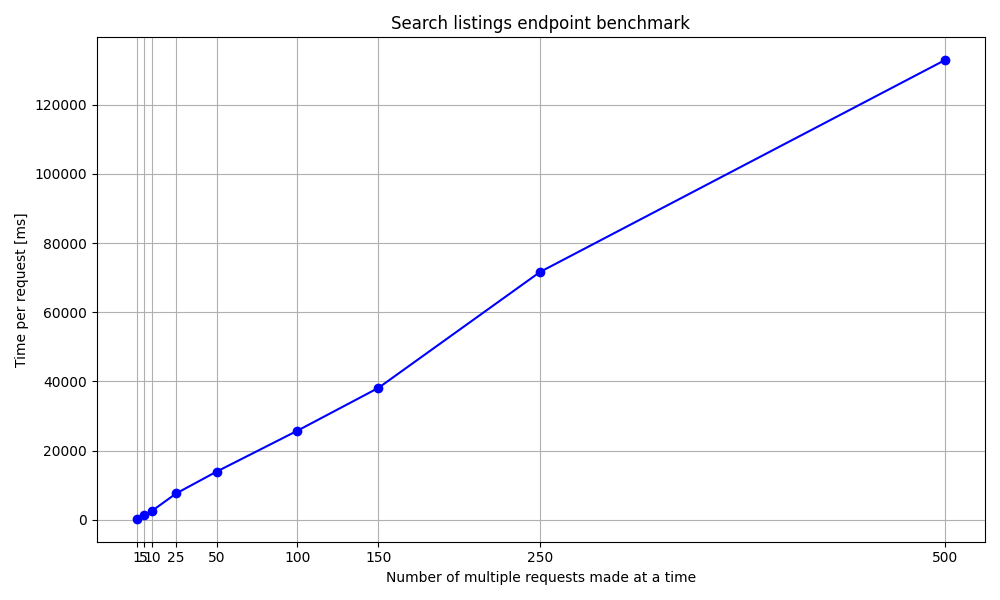 Search listings endpoint benchmark
Time per request [ms]
120000
100000
80000
60000
40000
20000
0
1 5 10 25 50 100 150 250 500
Number of multiple requests made at a time